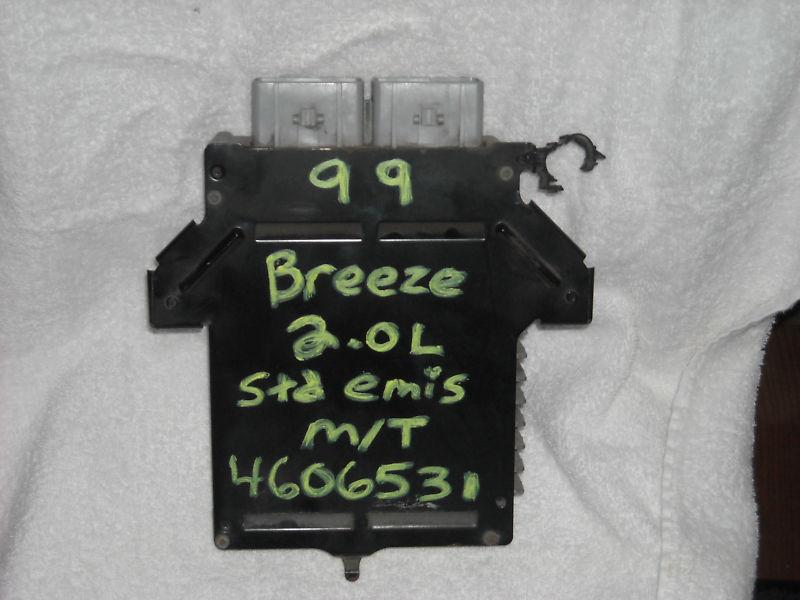 99
Breeze
2.0L
Std emis
M/T
4606531